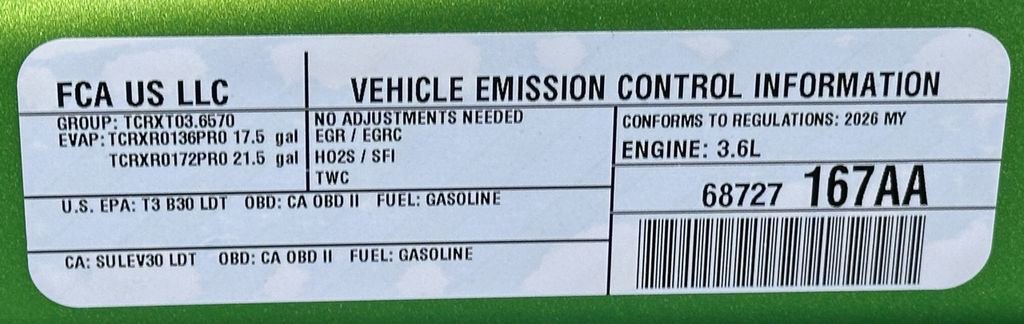 FCA US LLC
VEHICLE EMISSION CONTROL INFORMATION
GROUP: TCRXT03.6570
EVAP: TCRXR0136PR0 17.5 gal
TCRXR0172PR0 21.5 gal
NO ADJUSTMENTS NEEDED
EGR / EGRC
HO2S / SFI
TWC
CONFORMS TO REGULATIONS: 2026 MY
ENGINE: 3.6L
68727 167AA
U.S. EPA: T3 B30 LDT OBD: CA OBD II FUEL: GASOLINE
CA: SULEV30 LDT OBD: CA OBD II FUEL: GASOLINE